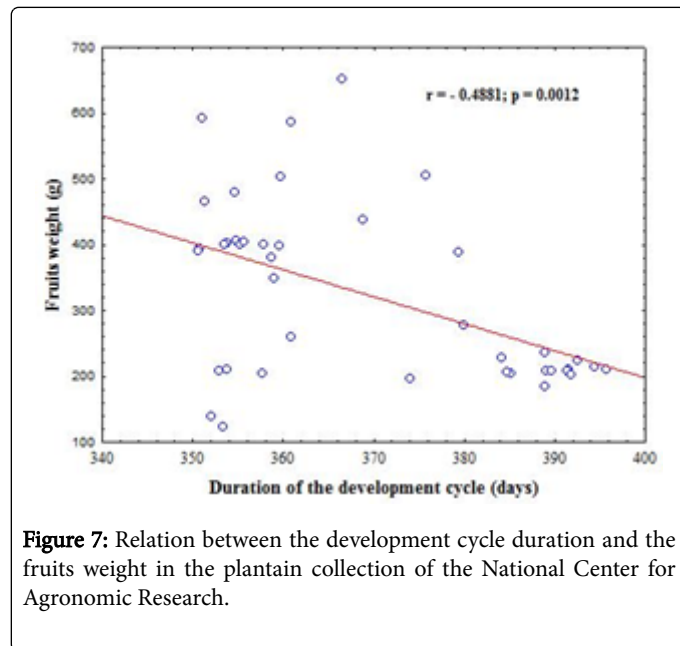 700
600
500
400
300
200
100
Fruits weight (g)
r = - 0.4881; p = 0.0012
340 350 360 370 380 390 400
Duration of the development cycle (days)
Figure 7: Relation between the development cycle duration and the
fruits weight in the plantain collection of the National Center for
Agronomic Research.